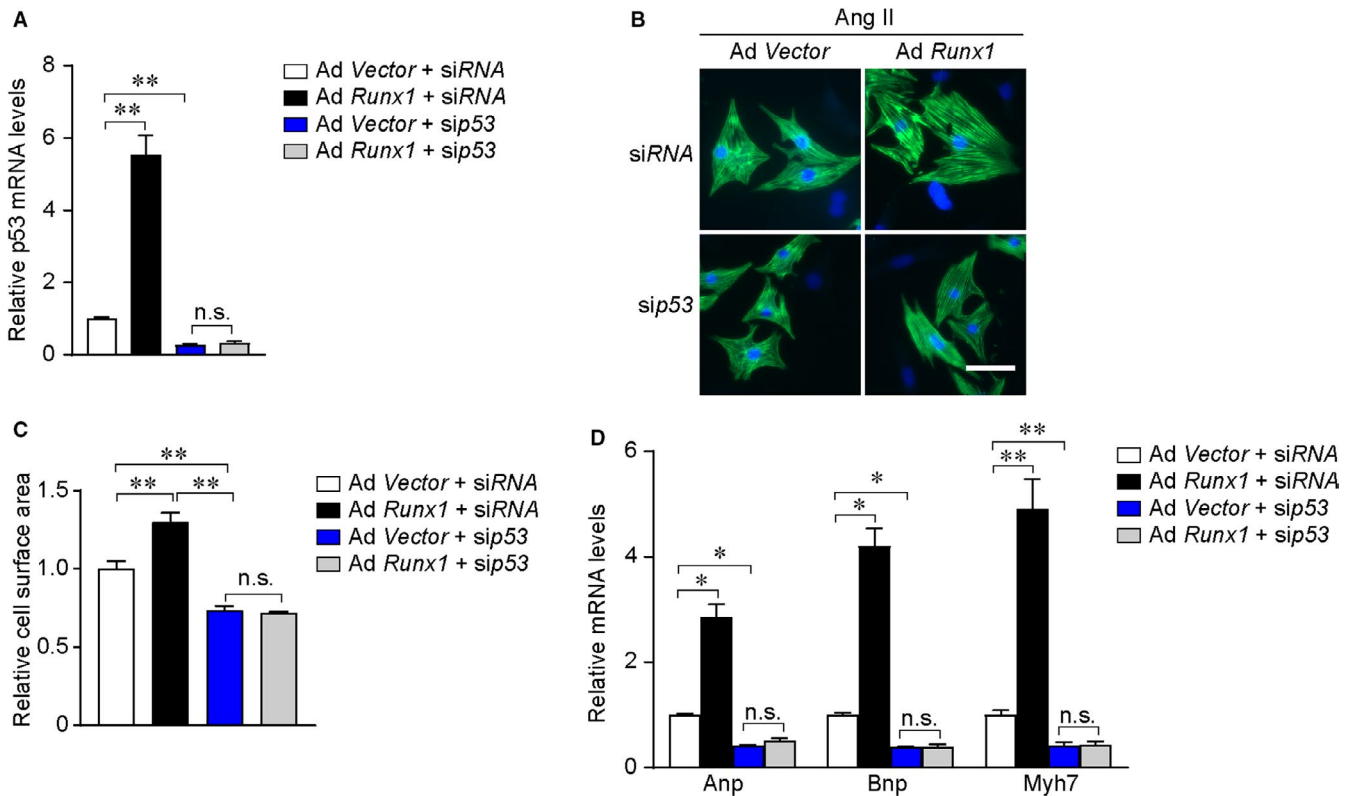 A
Relative p53 mRNA levels
8
6
4
2
0
**
**
n.s.
Ad Vector + siRNA
Ad Runx1 + siRNA
Ad Vector + sip53
Ad Runx1 + sip53
B
Ang II
Ad Vector
Ad Runx1
siRNA
sip53
C
Relative cell surface area
1.5
1.0
0.5
0
**
**
**
n.s.
Ad Vector + siRNA
Ad Runx1 + siRNA
Ad Vector + sip53
Ad Runx1 + sip53
D
Relative mRNA levels
6
4
2
0
*
*
n.s.
*
*
n.s.
**
**
n.s.
Anp
Bnp
Myh7
Ad Vector + siRNA
Ad Runx1 + siRNA
Ad Vector + sip53
Ad Runx1 + sip53